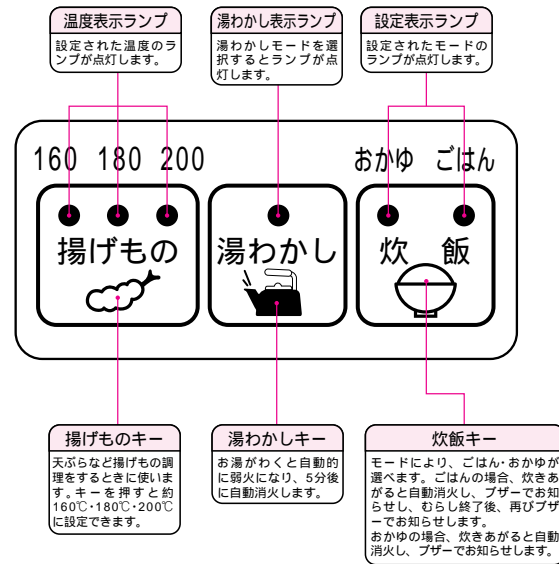 温度表示ランプ
設定された温度のラ
ンプが点灯します。
湯わかし表示ランプ
湯わかしモードを選
択するとランプが点
灯します。
設定表示ランプ
設定されたモードの
ランプが点灯します。
160 180 200
おかゆ ごはん
揚げもの
湯わかし
炊 飯
揚げものキー
天ぷらなど揚げもの調
理をするときに使いま
す。キーを押すと約
160℃・180℃・200℃
に設定できます。
湯わかしキー
お湯がわくと自動的
に弱火になり、5分後
に自動消火します。
炊飯キー
モードにより、ごはん・おかゆが
選べます。ごはんの場合、炊きあ
がると自動消火し、ブザーでお知
らせし、むらし終了後、再びブザ
ーでお知らせします。
おかゆの場合、炊きあがると自動
消火し、ブザーでお知らせします。